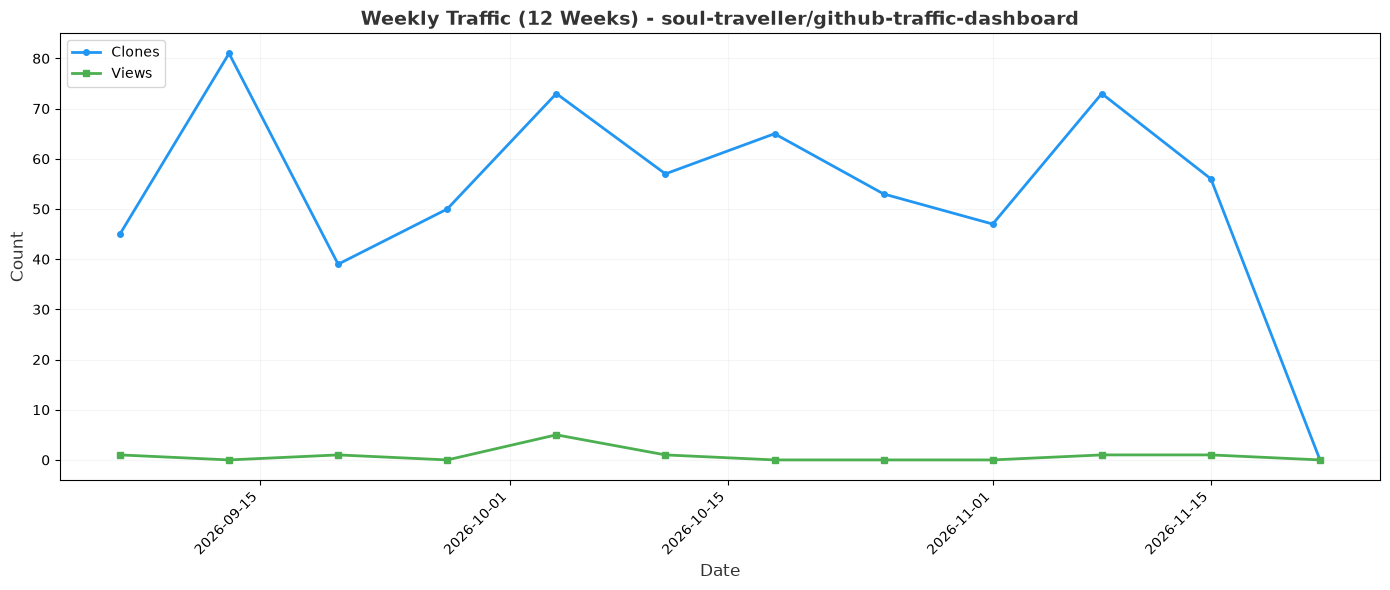 Weekly Traffic (12 Weeks) - soul-traveller/github-traffic-dashboard
Clones
Views
Count
80
70
60
50
40
30
20
10
0
2026-09-15
2026-10-01
2026-10-15
2026-11-01
2026-11-15
Date